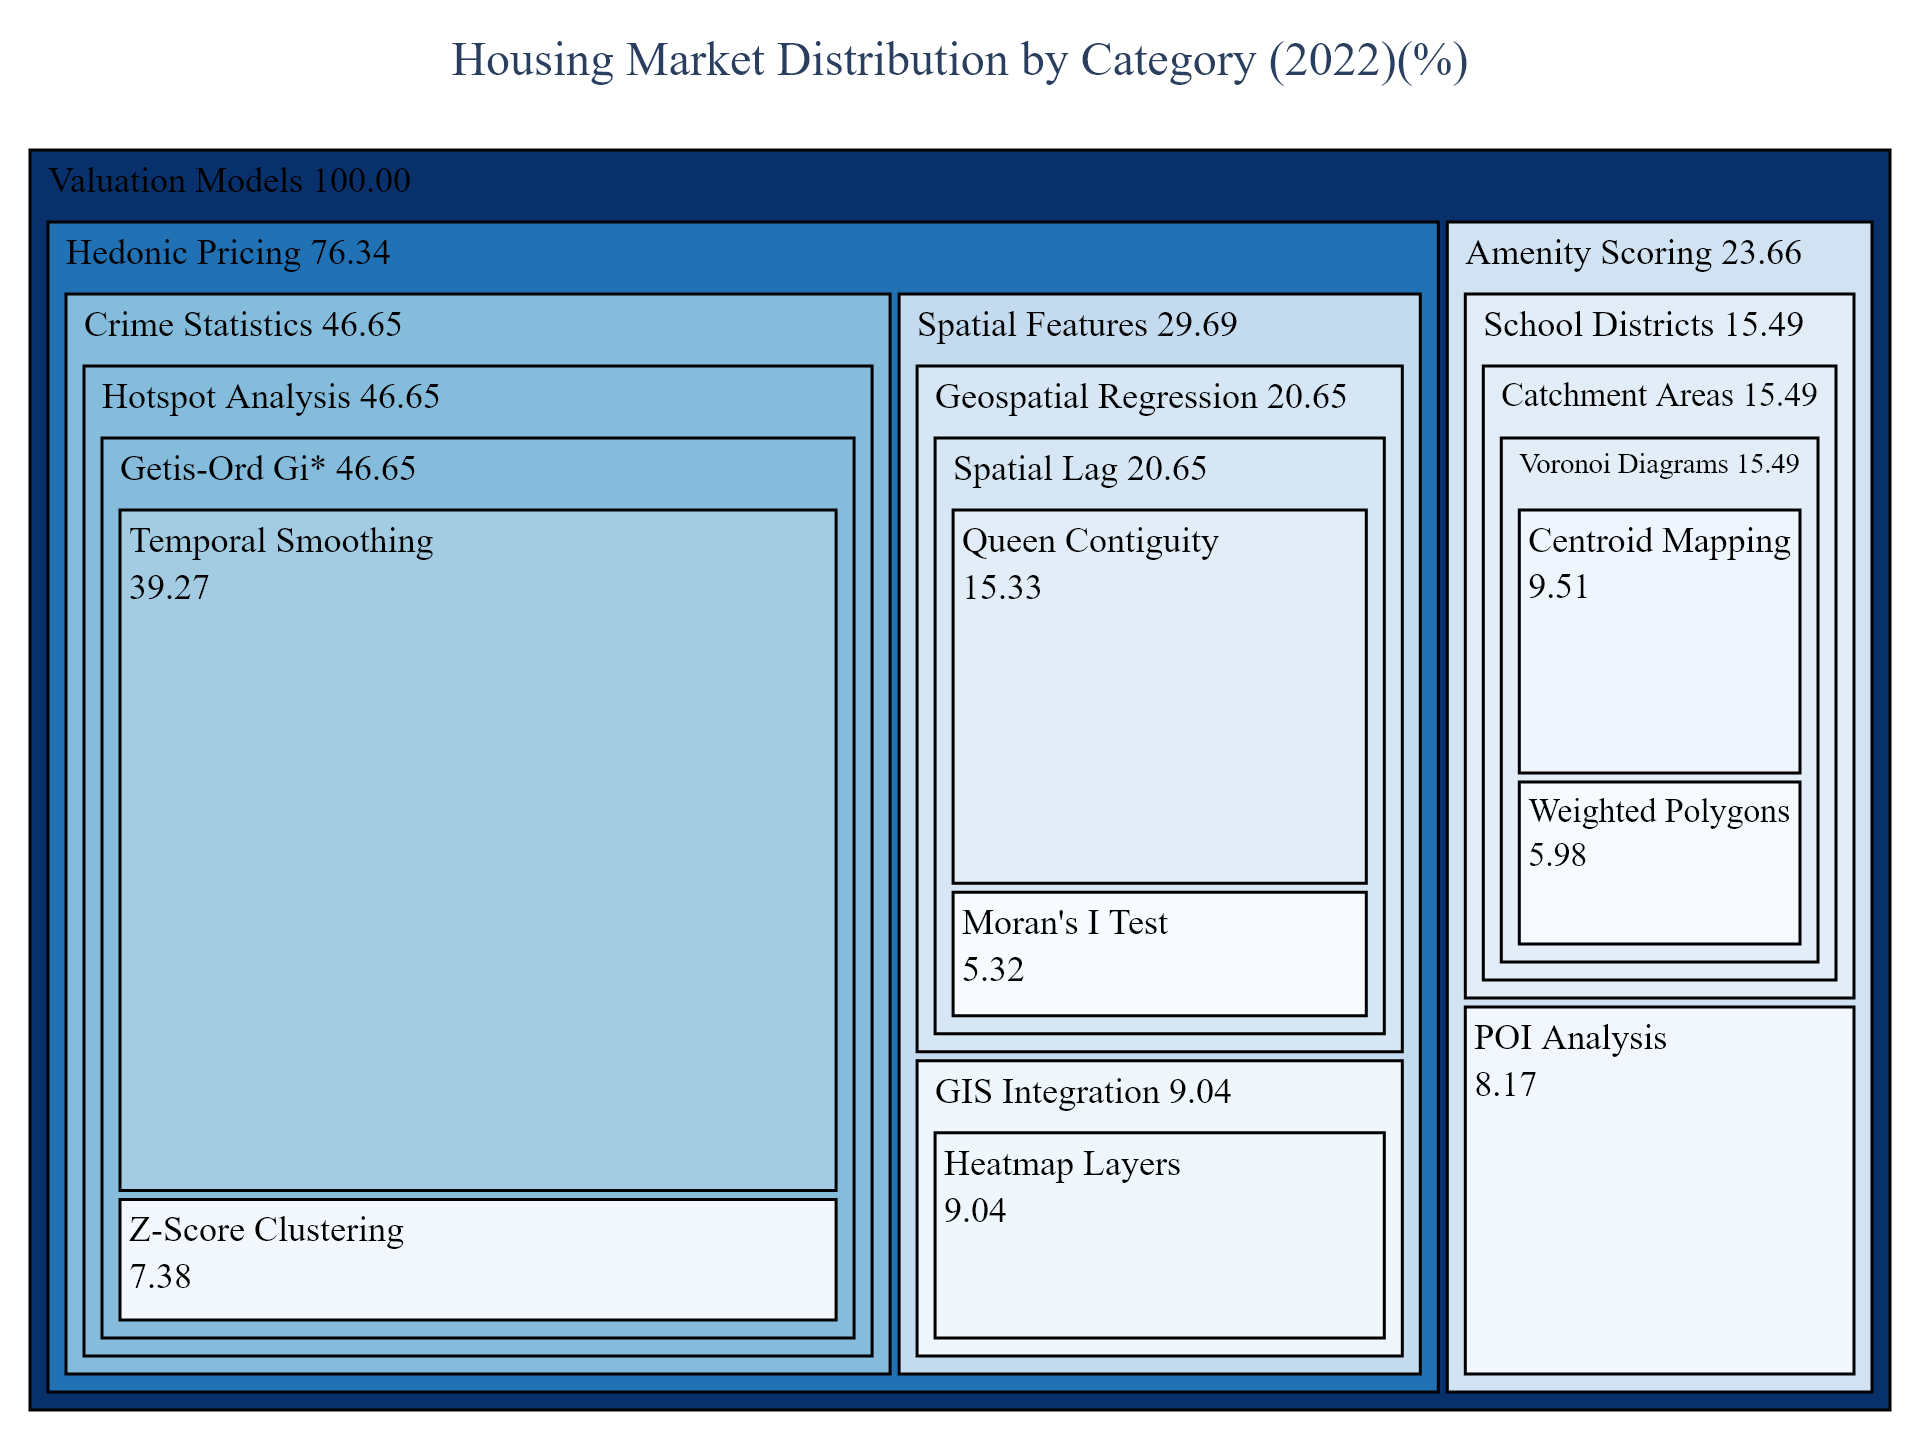 Housing Market Distribution by Category (2022)(%)
Valuation Models 100.00
Hedonic Pricing 76.34
Crime Statistics 46.65
Hotspot Analysis 46.65
Getis-Ord Gi* 46.65
Temporal Smoothing
39.27
Z-Score Clustering
7.38
Spatial Features 29.69
Geospatial Regression 20.65
Spatial Lag 20.65
Queen Contiguity
15.33
Moran's I Test
5.32
GIS Integration 9.04
Heatmap Layers
9.04
Amenity Scoring 23.66
School Districts 15.49
Catchment Areas 15.49
Voronoi Diagrams 15.49
Centroid Mapping
9.51
Weighted Polygons
5.98
POI Analysis
8.17